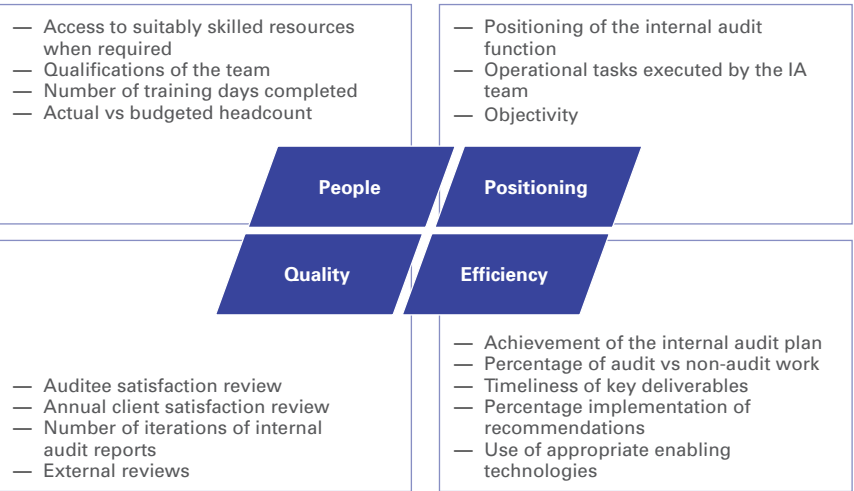 — Access to suitably skilled resources
when required
— Qualifications of the team
— Number of training days completed
— Actual vs budgeted headcount
— Positioning of the internal audit
function
— Operational tasks executed by the IA
team
— Objectivity
People
Positioning
Quality
Efficiency
— Auditee satisfaction review
— Annual client satisfaction review
— Number of iterations of internal
audit reports
— External reviews
— Achievement of the internal audit plan
— Percentage of audit vs non-audit work
— Timeliness of key deliverables
— Percentage implementation of
recommendations
— Use of appropriate enabling
technologies